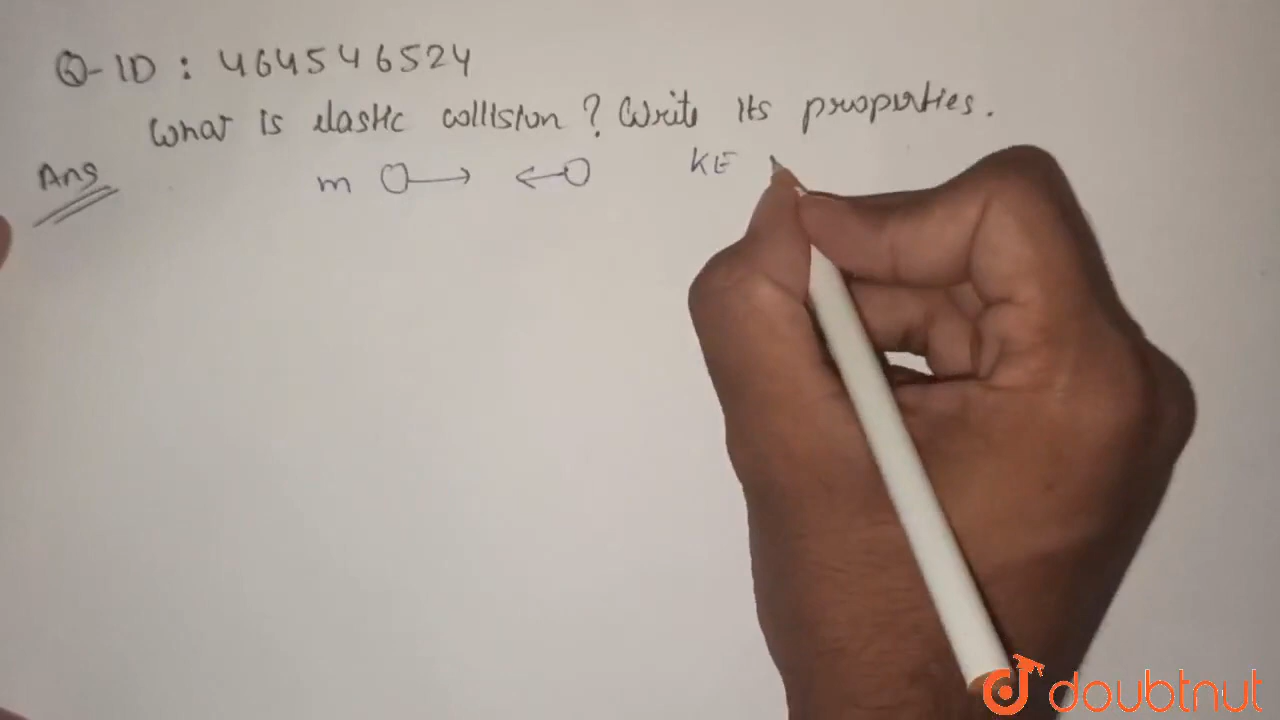 Q-ID : 464546524
What is elastic collision ? Write its properties.
Ans
m KE
doubtnut